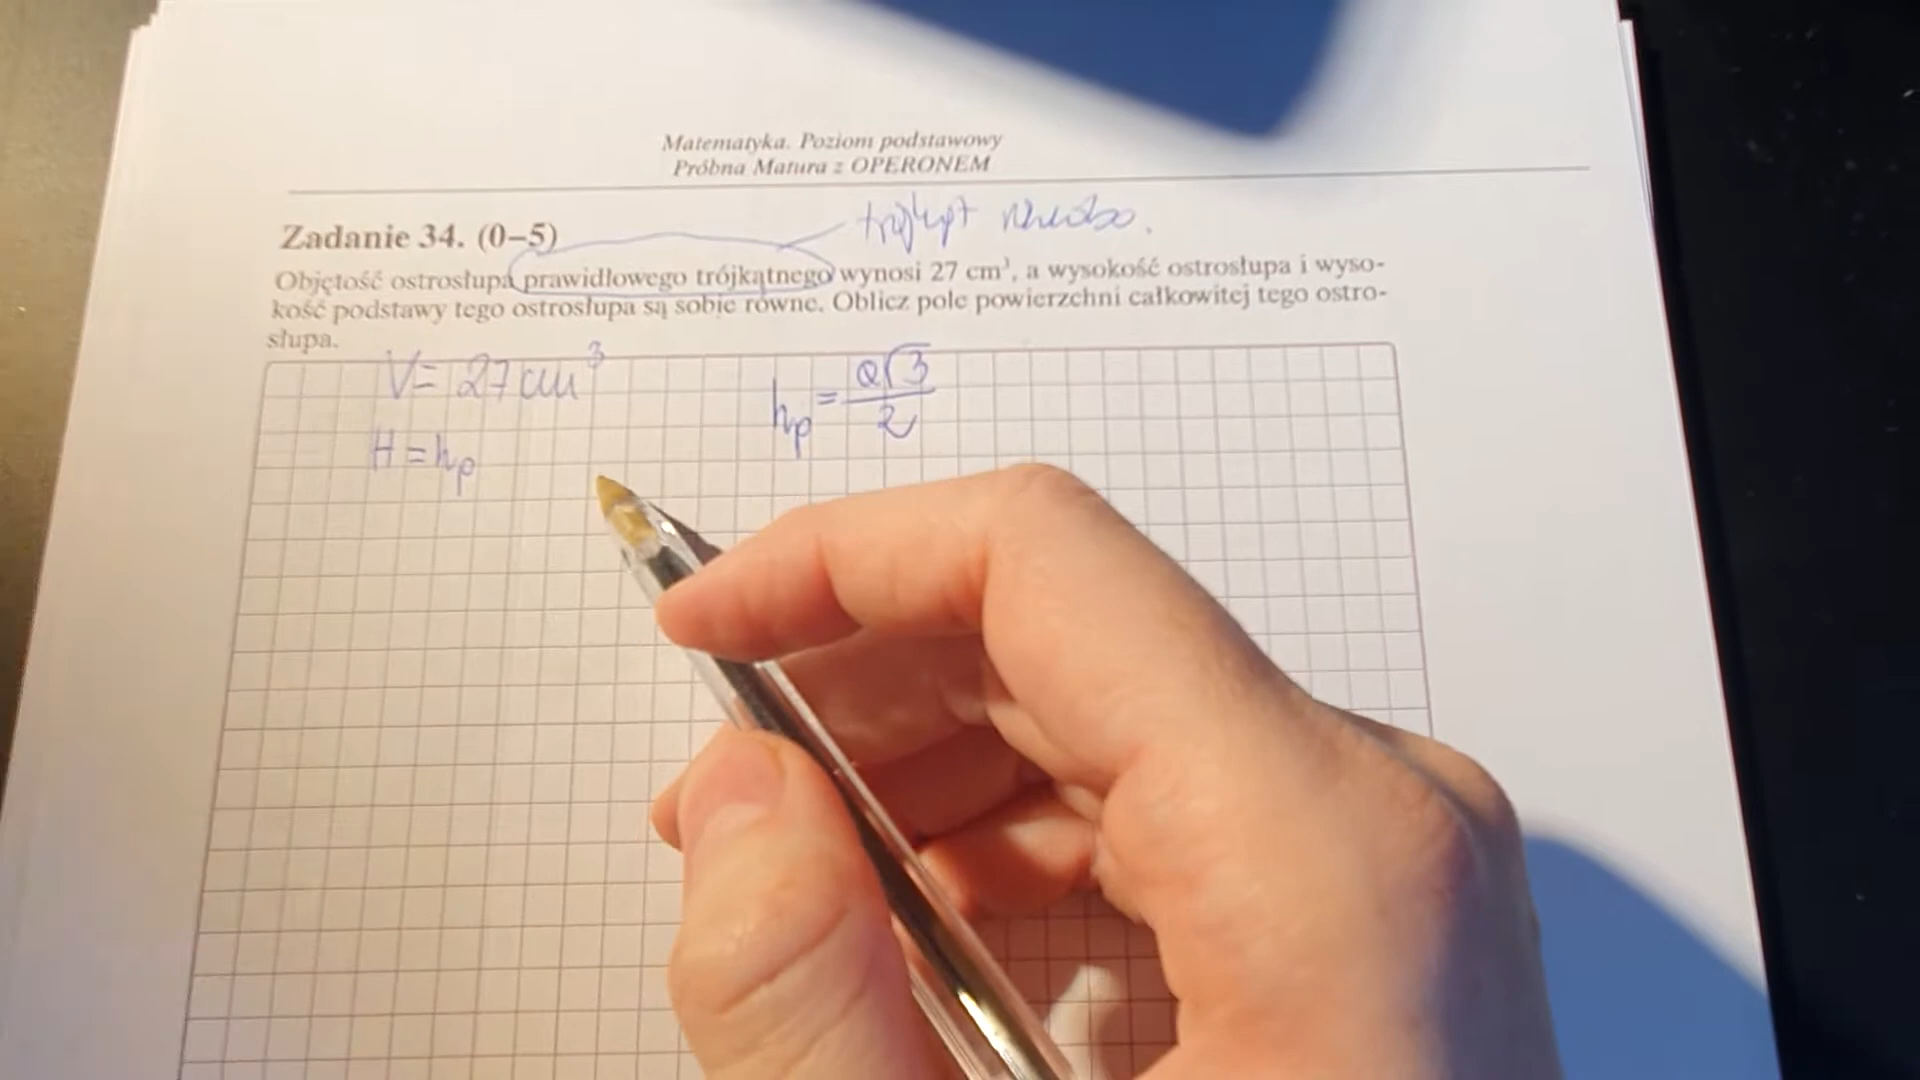 Matematyka. Poziom podstawowy
Próbna Matura z OPERONEM
trójkąt równobo.
Zadanie 34. (0–5)
Objętość ostrosłupa prawidłowego trójkątnego wynosi 27 cm³, a wysokość ostrosłupa i wyso-
kość podstawy tego ostrosłupa są sobie równe. Oblicz pole powierzchni całkowitej tego ostro-
słupa.
V = 27 cm³
hp = a√3/2
H = hp